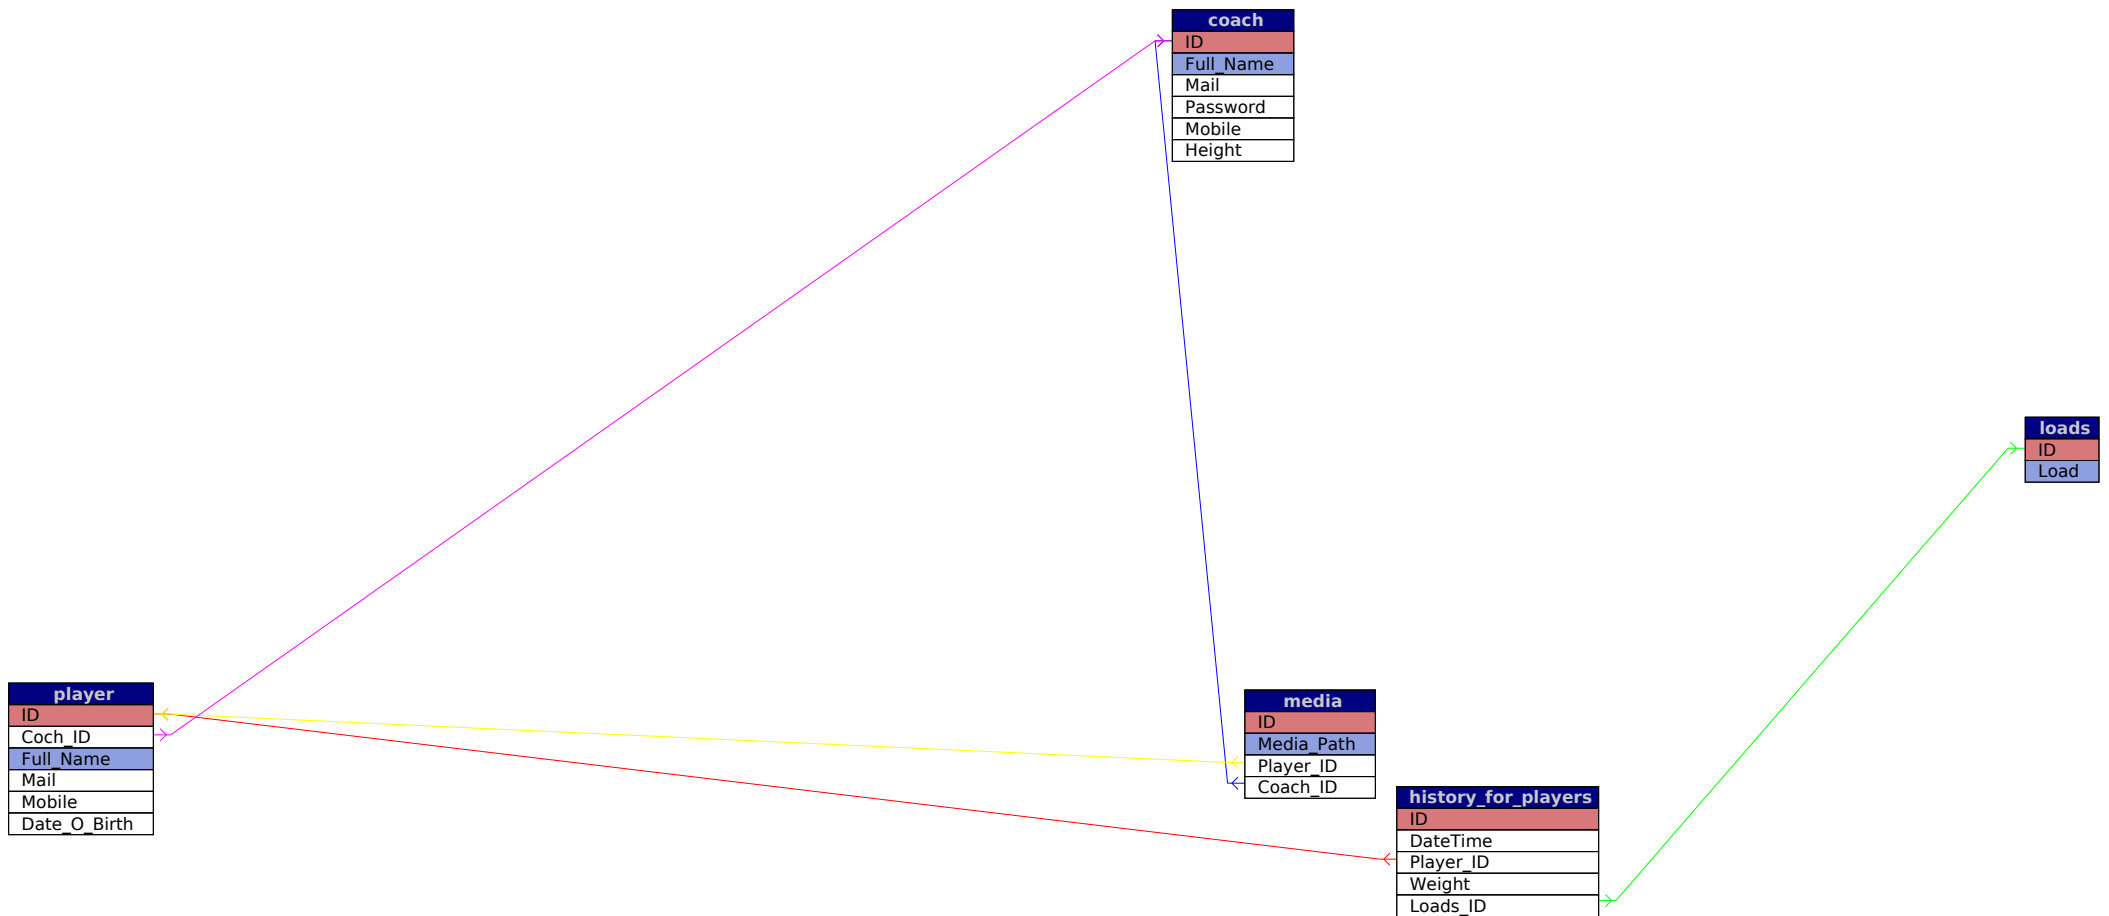 coach
ID
Full_Name
Mail
Password
Mobile
Height
loads
ID
Load
player
ID
Coch_ID
Full_Name
Mail
Mobile
Date_O_Birth
media
ID
Media_Path
Player_ID
Coach_ID
history_for_players
ID
DateTime
Player_ID
Weight
Loads_ID